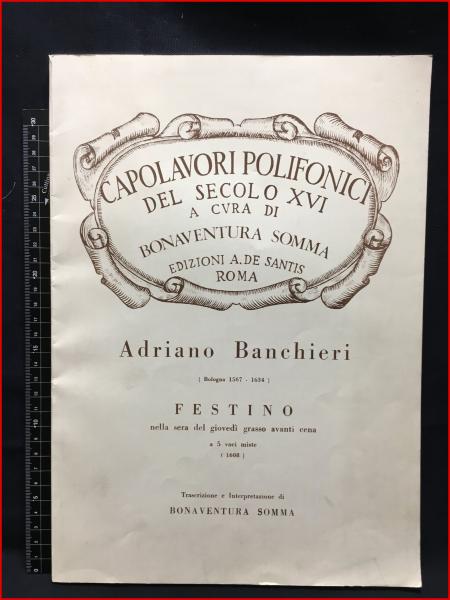 CAPOLAVORI POLIFONICI
DEL SECOLO XVI
A CVRA DI
BONAVENTURA SOMMA
EDIZIONI A. DE SANTIS
ROMA
Adriano Banchieri
( Bologna 1567 - 1634 )
FESTINO
nella sera del giovedì grasso avanti cena
a 5 voci miste
( 1608 )
Trascrizione e Interpretazione di
BONAVENTURA SOMMA